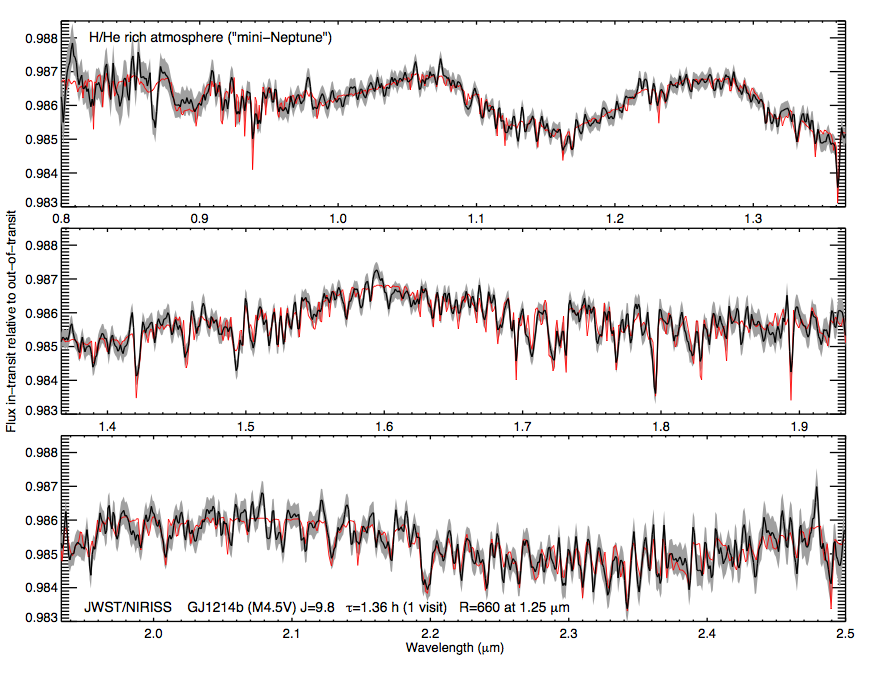 H/He rich atmosphere ("mini−Neptune")
0.988
0.987
0.986
0.985
0.984
0.983
0.8 0.9 1.0 1.1 1.2 1.3
0.988
0.987
0.986
0.985
0.984
0.983
1.4 1.5 1.6 1.7 1.8 1.9
Flux in−transit relative to out−of−transit
0.988
0.987
0.986
0.985
0.984
0.983
JWST/NIRISS GJ1214b (M4.5V) J=9.8 τ=1.36 h (1 visit) R=660 at 1.25 μm
2.0 2.1 2.2 2.3 2.4 2.5
Wavelength (μm)